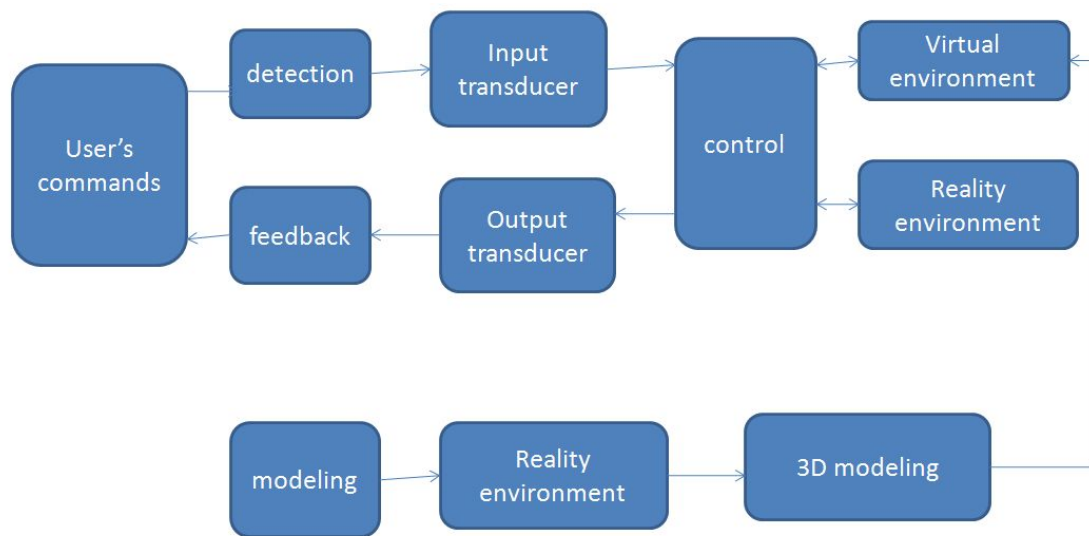 User's
commands
detection
Input
transducer
control
Virtual
environment
Reality
environment
Output
transducer
feedback
modeling
Reality
environment
3D modeling